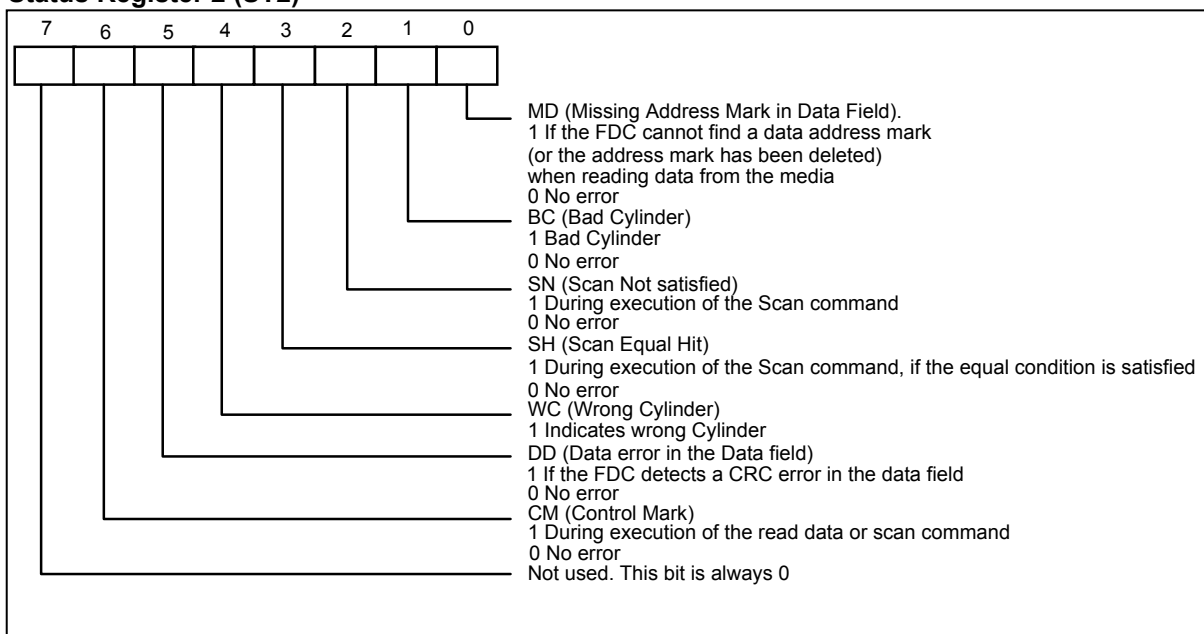 Status Register 2 (ST2)
7 6 5 4 3 2 1 0
MD (Missing Address Mark in Data Field).
1 If the FDC cannot find a data address mark
(or the address mark has been deleted)
when reading data from the media
0 No error
BC (Bad Cylinder)
1 Bad Cylinder
0 No error
SN (Scan Not satisfied)
1 During execution of the Scan command
0 No error
SH (Scan Equal Hit)
1 During execution of the Scan command, if the equal condition is satisfied
0 No error
WC (Wrong Cylinder)
1 Indicates wrong Cylinder
DD (Data error in the Data field)
1 If the FDC detects a CRC error in the data field
0 No error
CM (Control Mark)
1 During execution of the read data or scan command
0 No error
Not used. This bit is always 0